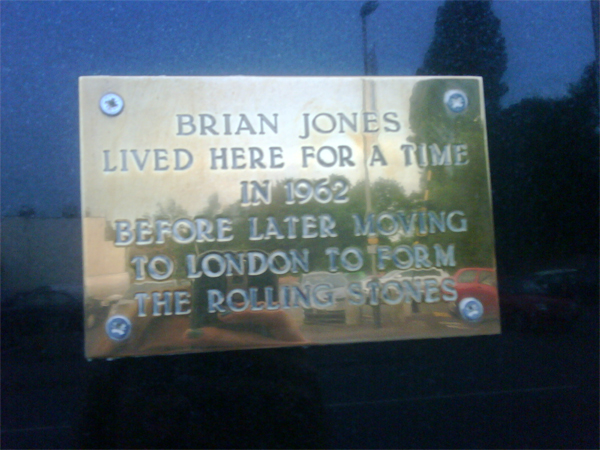 BRIAN JONES
LIVED HERE FOR A TIME
IN 1962
BEFORE LATER MOVING
TO LONDON TO FORM
THE ROLLING STONES